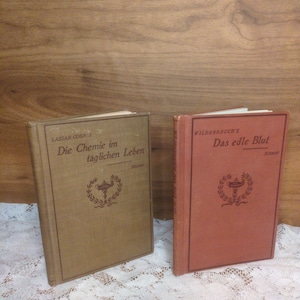 LASSAR-COHN'S
Die Chemie im
täglichen Leben
WILDENBRUCH'S
Das edle Blut